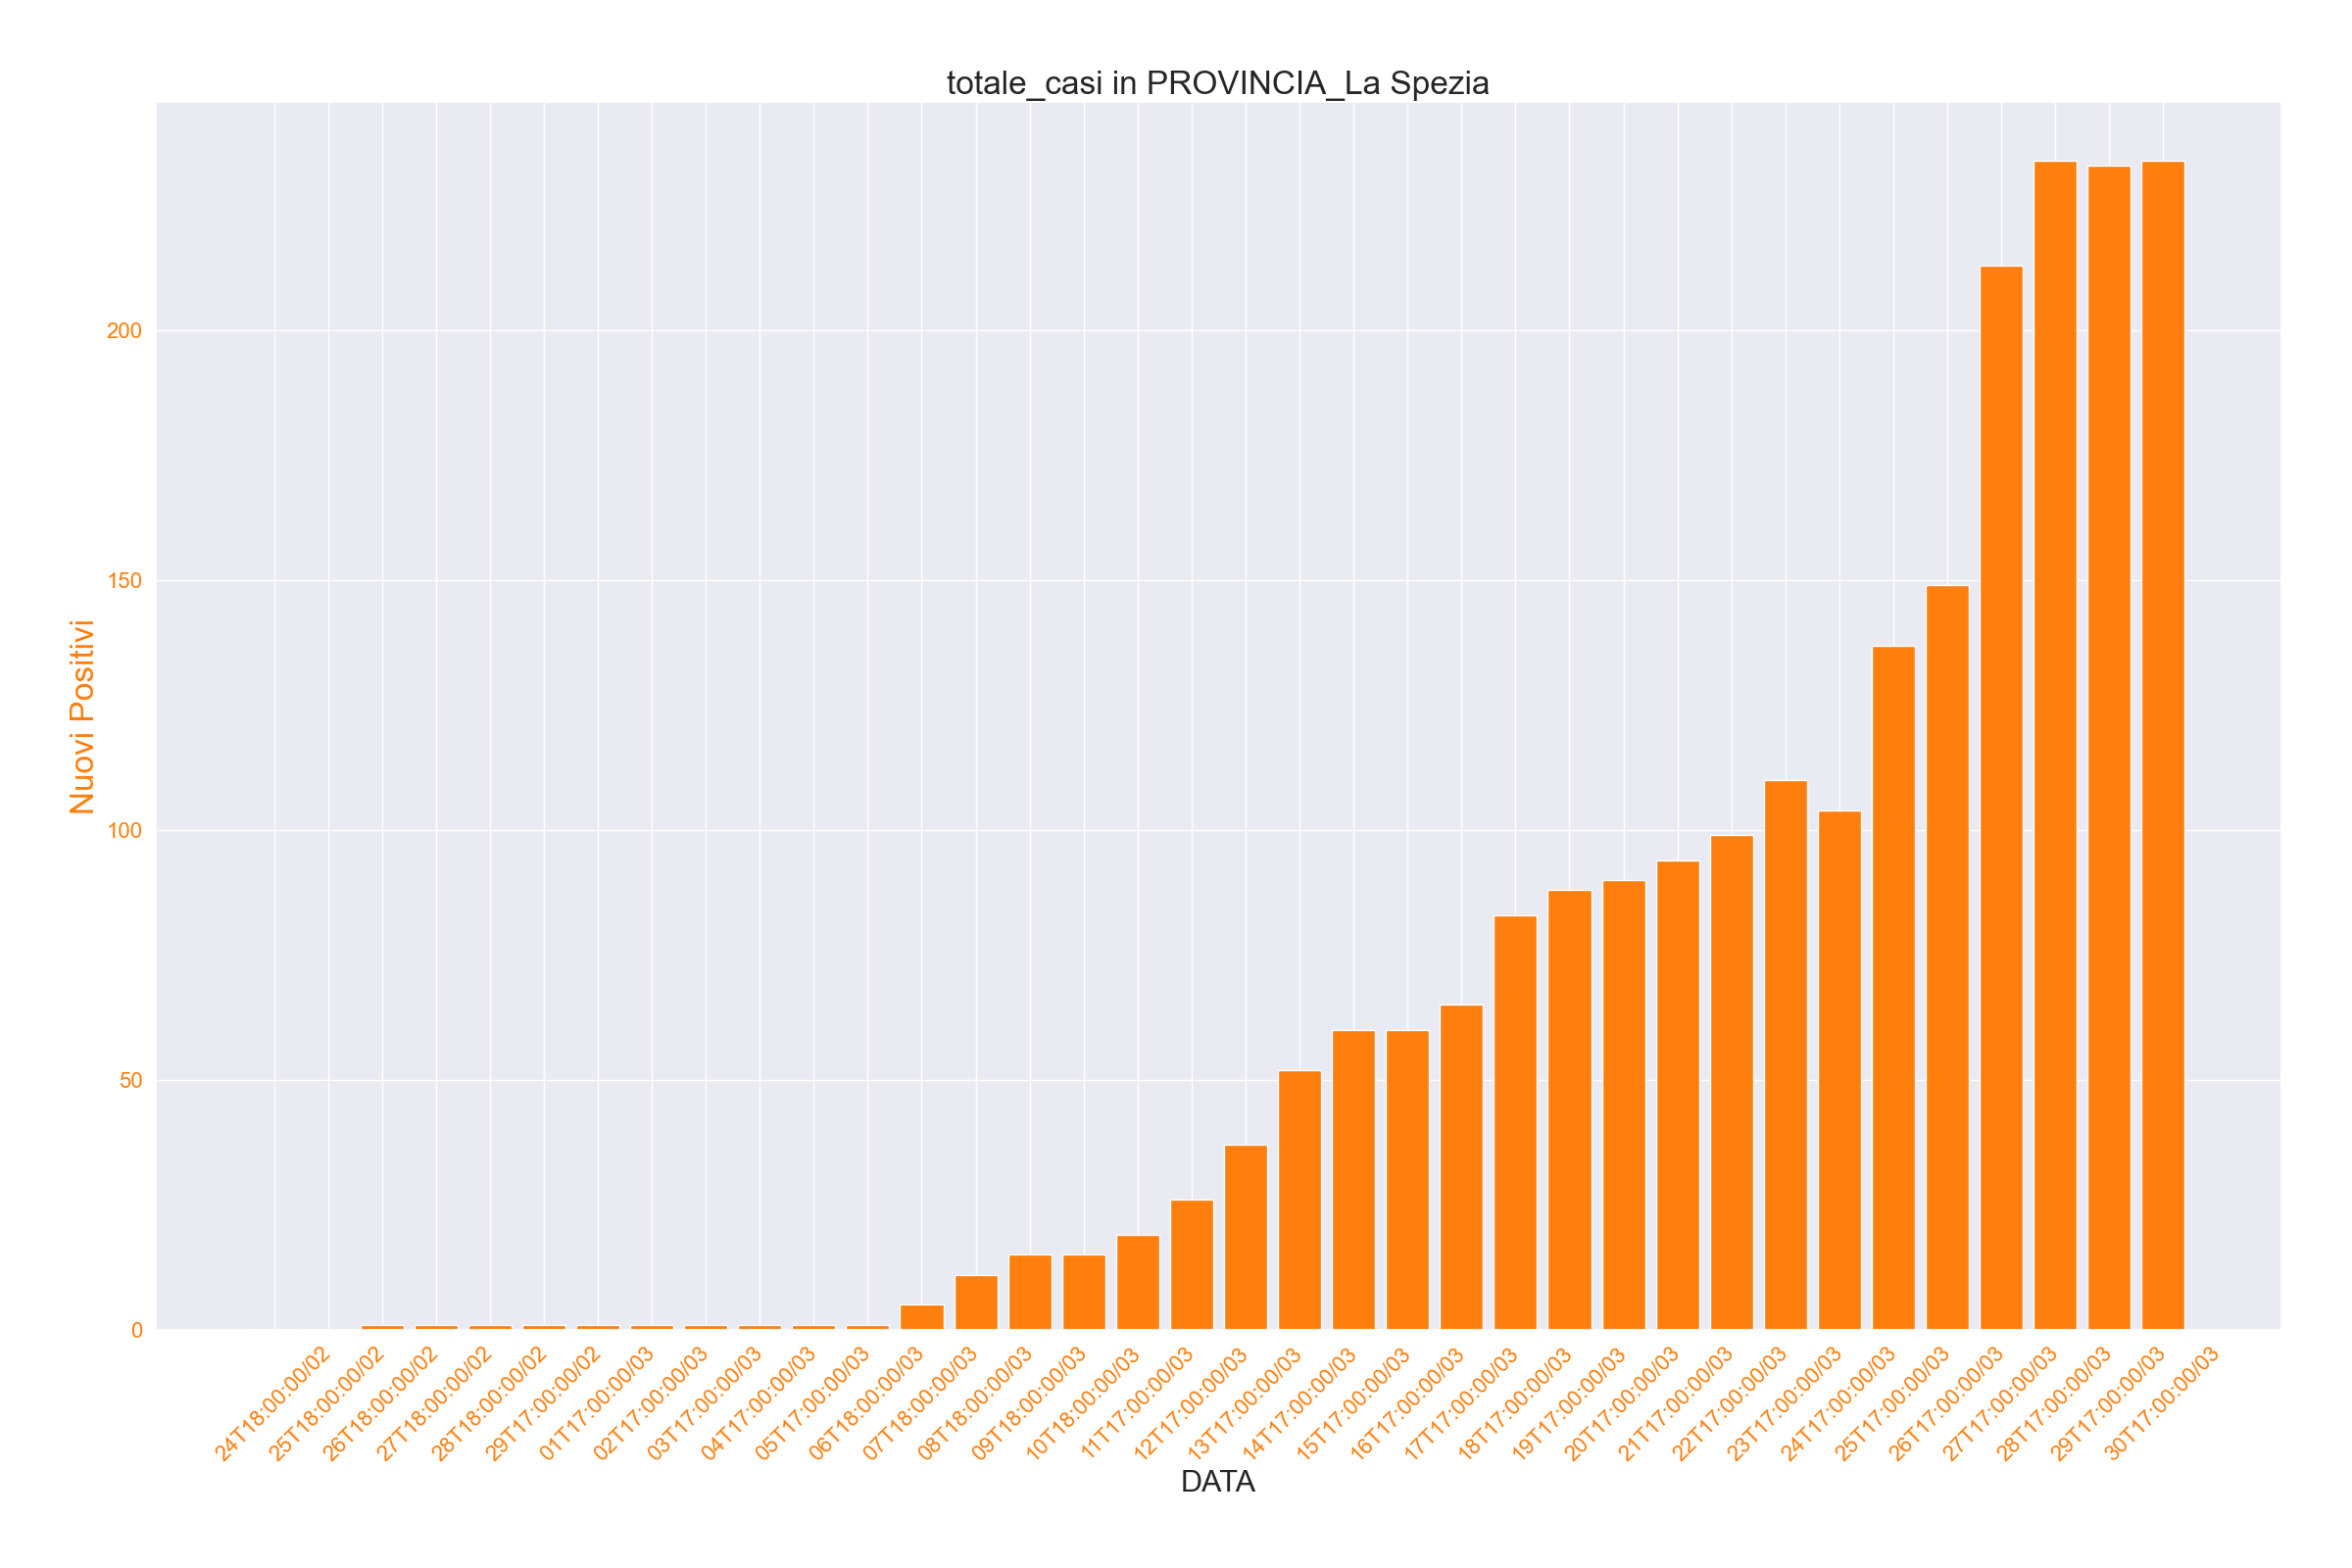 totale_casi in PROVINCIA_La Spezia
Nuovi Positivi
200
150
100
50
0
24T18:00:00/02
25T18:00:00/02
26T18:00:00/02
27T18:00:00/02
28T18:00:00/02
29T17:00:00/02
01T17:00:00/03
02T17:00:00/03
03T17:00:00/03
04T17:00:00/03
05T17:00:00/03
06T18:00:00/03
07T18:00:00/03
08T18:00:00/03
09T18:00:00/03
10T18:00:00/03
11T17:00:00/03
12T17:00:00/03
13T17:00:00/03
14T17:00:00/03
15T17:00:00/03
16T17:00:00/03
17T17:00:00/03
18T17:00:00/03
19T17:00:00/03
20T17:00:00/03
21T17:00:00/03
22T17:00:00/03
23T17:00:00/03
24T17:00:00/03
25T17:00:00/03
26T17:00:00/03
27T17:00:00/03
28T17:00:00/03
29T17:00:00/03
30T17:00:00/03
DATA